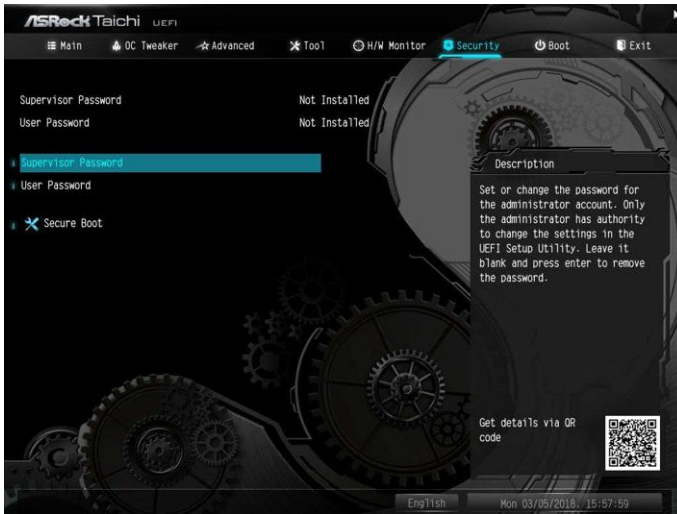 ASRock Taichi UEFI
Main OC Tweaker Advanced Tool H/W Monitor Security Boot Exit
Supervisor Password Not Installed
User Password Not Installed
Supervisor Password
User Password
Secure Boot
Description
Set or change the password for
the administrator account. Only
the administrator has authority
to change the settings in the
UEFI Setup Utility. Leave it
blank and press enter to remove
the password.
Get details via QR
code
English Mon 03/05/2018. 15:57:59